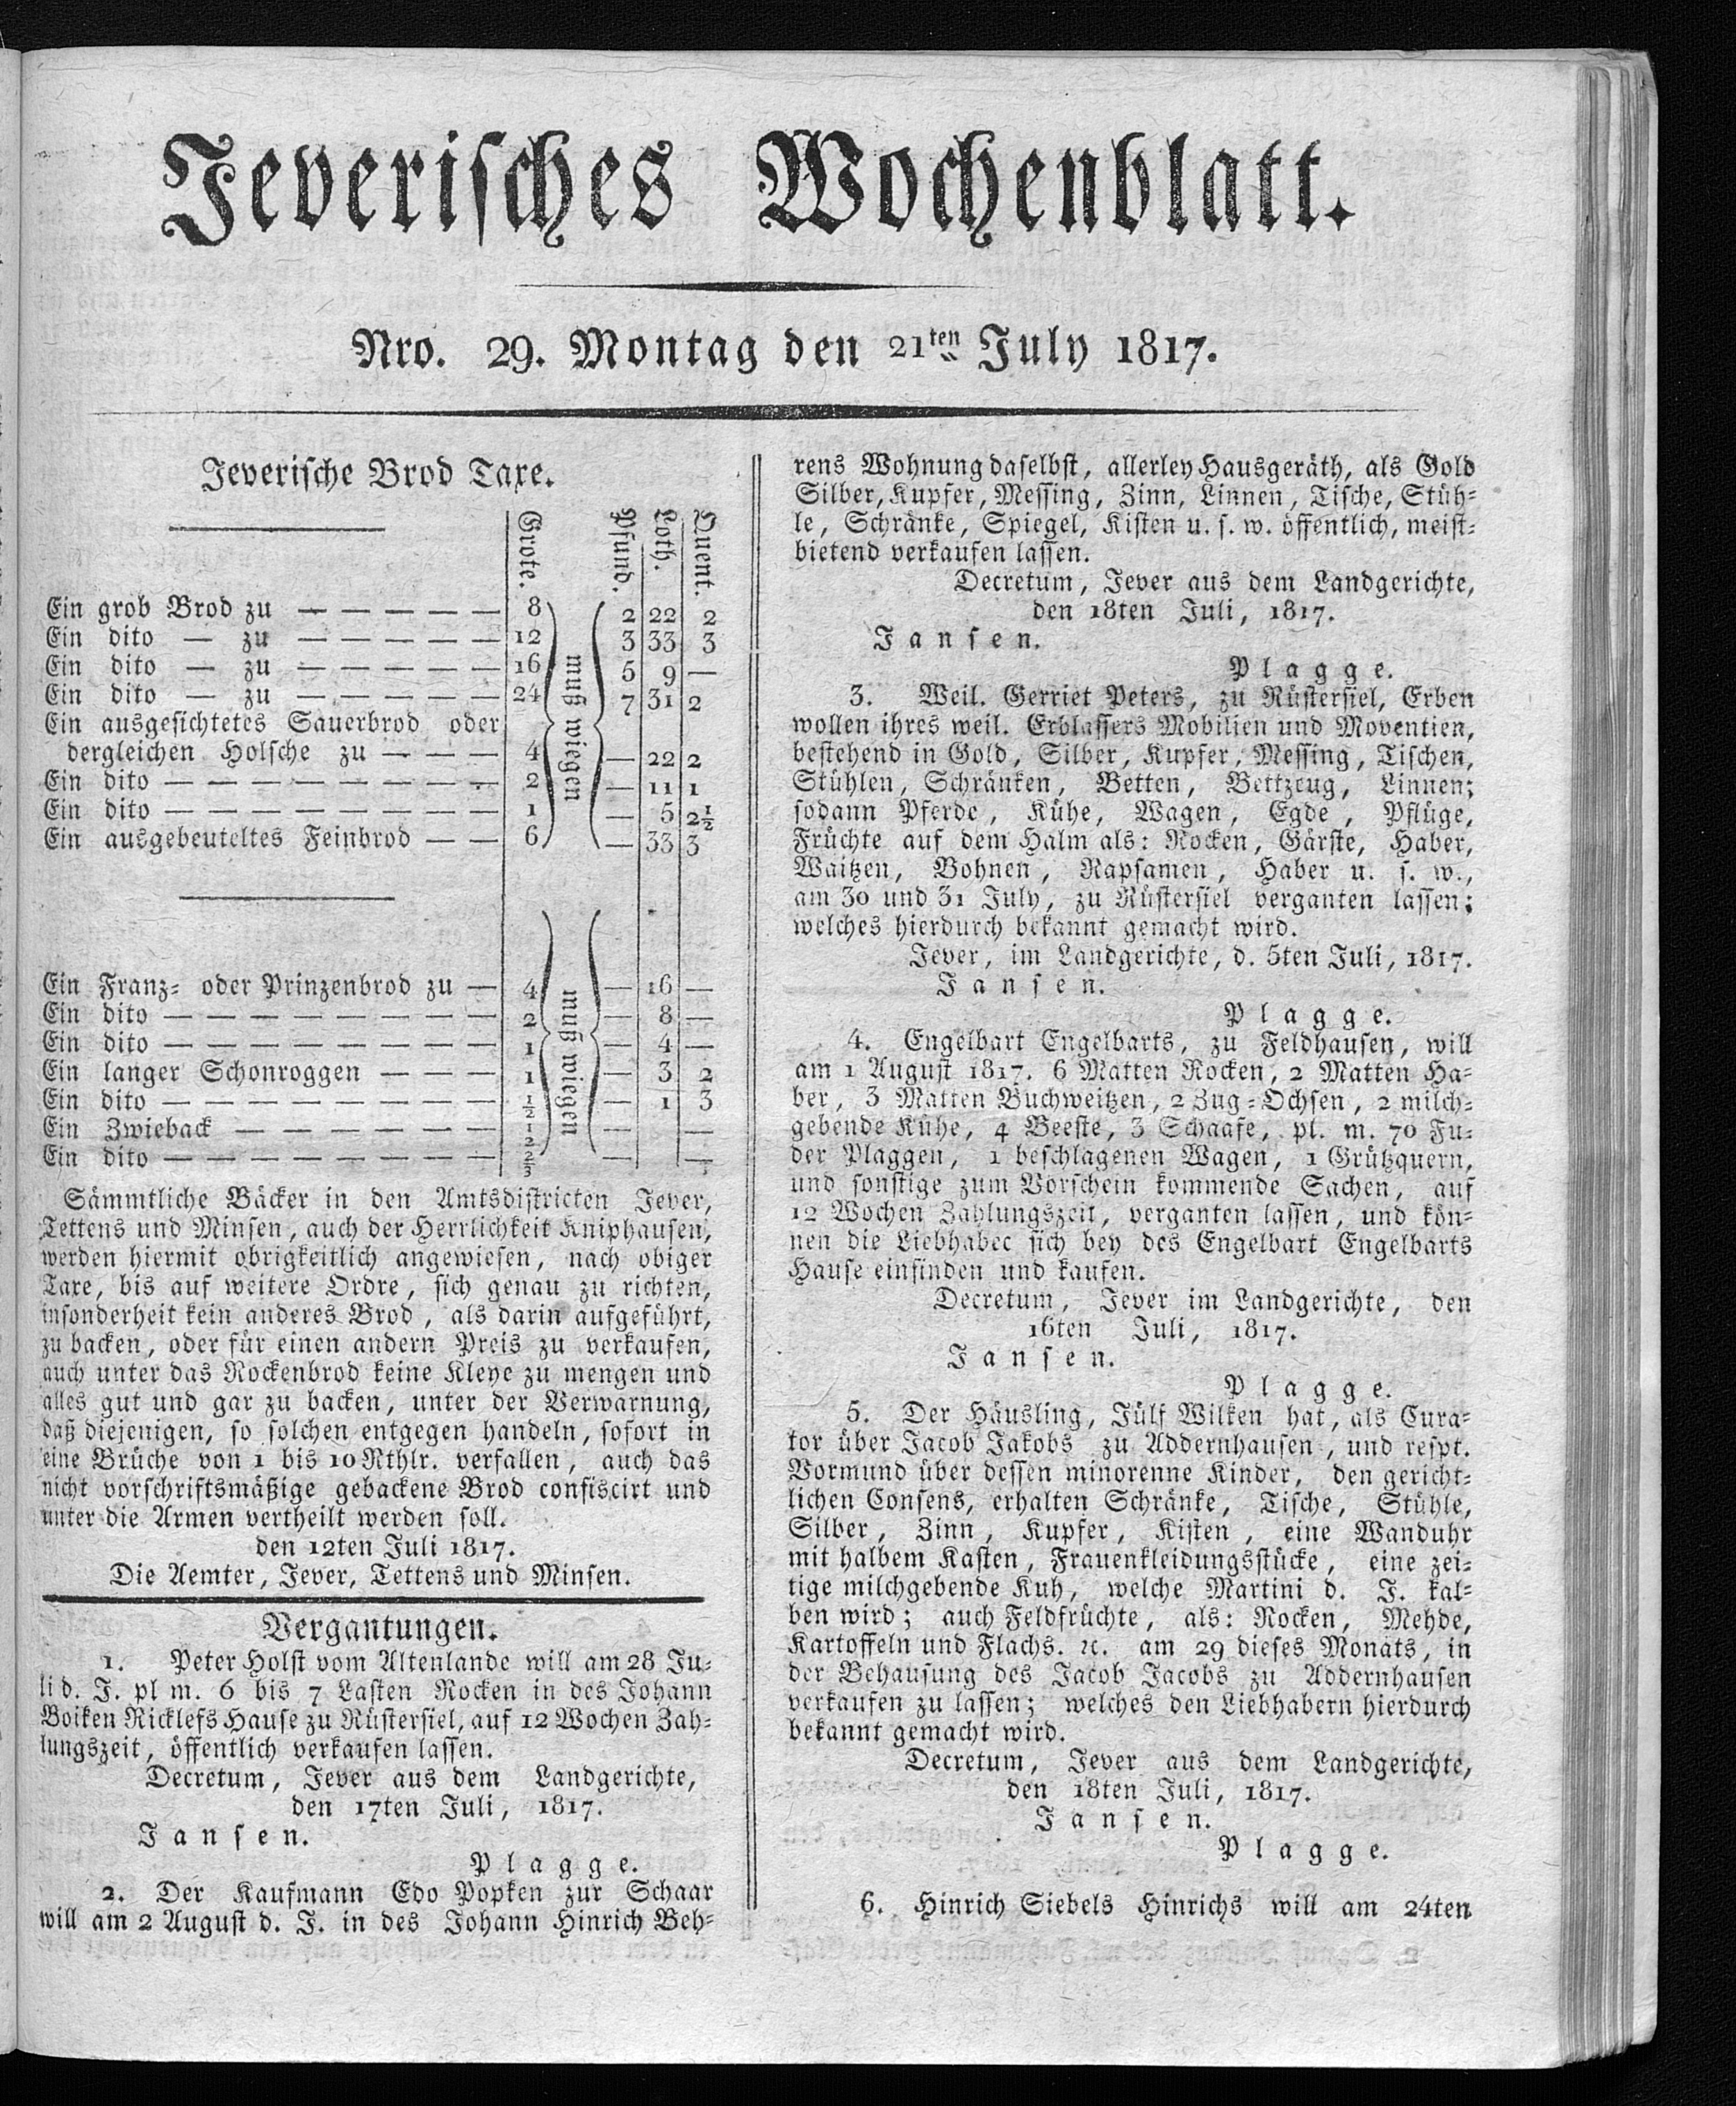 Jeverisches Wochenblatt.
Nro. 29. Montag den 21ten July 1817.
Jeverische Brod Taxe.
Grote. Pfund. Loth. Quent.
Ein grob Brod zu — — — — — 8 2 22 2
Ein dito — zu — — — — — 12 3 33 3
Ein dito — zu — — — — — 16 muß wiegen 5 9 —
Ein dito — zu — — — — — 24 7 31 2
Ein ausgesichtetes Sauerbrod oder
dergleichen Holsche zu — — — 4 — 22 2
Ein dito — — — — — — — — 2 — 11 1
Ein dito — — — — — — — — 1 — 5 2½
Ein ausgebeuteltes Feinbrod — — 6 — 33 3
Ein Franz- oder Prinzenbrod zu — 4 — 16 —
Ein dito — — — — — — — — 2 — 8 —
Ein dito — — — — — — — — 1 muß wiegen — 4 —
Ein langer Schonroggen — — — 1 — 3 2
Ein dito — — — — — — — — ½ — 1 3
Ein Zwieback — — — — — — ½ — —
Ein dito — — — — — — — — ⅔ — —
Sämmtliche Bäcker in den Amtsdistricten Jever,
Tettens und Minsen, auch der Herrlichkeit Kniphausen,
werden hiermit obrigkeitlich angewiesen, nach obiger
Taxe, bis auf weitere Ordre, sich genau zu richten,
insonderheit kein anderes Brod, als darin aufgeführt,
zu backen, oder für einen andern Preis zu verkaufen,
auch unter das Rockenbrod keine Kleye zu mengen und
alles gut und gar zu backen, unter der Verwarnung,
daß diejenigen, so solchen entgegen handeln, sofort in
eine Brüche von 1 bis 10 Rthlr. verfallen, auch das
nicht vorschriftsmäßige gebackene Brod confiscirt und
unter die Armen vertheilt werden soll.
den 12ten Juli 1817.
Die Aemter, Jever, Tettens und Minsen.
Vergantungen.
1. Peter Holst vom Altenlande will am 28 Ju-
li d. J. pl m. 6 bis 7 Lasten Rocken in des Johann
Boiken Ricklefs Hause zu Rüstersiel, auf 12 Wochen Zah-
lungszeit, öffentlich verkaufen lassen.
Decretum, Jever aus dem Landgerichte,
den 17ten Juli, 1817.
Jansen.
Plagge.
2. Der Kaufmann Edo Popken zur Schaar
will am 2 August d. J. in des Johann Hinrich Beh-
rens Wohnung daselbst, allerley Hausgeräth, als Gold
Silber, Kupfer, Messing, Zinn, Linnen, Tische, Stüh-
le, Schränke, Spiegel, Kisten u. s. w. öffentlich, meist-
bietend verkaufen lassen.
Decretum, Jever aus dem Landgerichte,
den 18ten Juli, 1817.
Jansen.
Plagge.
3. Weil. Gerriet Peters, zu Rüstersiel, Erben
wollen ihres weil. Erblassers Mobilien und Moventien,
bestehend in Gold, Silber, Kupfer, Messing, Tischen,
Stühlen, Schränken, Betten, Bettzeug, Linnen;
sodann Pferde, Kühe, Wagen, Egde, Pflüge,
Früchte auf dem Halm als: Rocken, Gärste, Haber,
Waitzen, Bohnen, Rapsamen, Haber u. s. w.,
am 30 und 31 July, zu Rüstersiel verganten lassen;
welches hierdurch bekannt gemacht wird.
Jever, im Landgerichte, d. 5ten Juli, 1817.
Jansen.
Plagge.
4. Engelbart Engelbarts, zu Feldhausen, will
am 1 August 1817. 6 Matten Rocken, 2 Matten Ha-
ber, 3 Matten Buchweitzen, 2 Zug-Ochsen, 2 milch-
gebende Kühe, 4 Beeste, 3 Schaafe, pl. m. 70 Fu-
der Plaggen, 1 beschlagenen Wagen, 1 Grützquern,
und sonstige zum Vorschein kommende Sachen, auf
12 Wochen Zahlungszeit, verganten lassen, und kön-
nen die Liebhabec sich bey des Engelbart Engelbarts
Hause einfinden und kaufen.
Decretum, Jever im Landgerichte, den
16ten Juli, 1817.
Jansen.
Plagge.
5. Der Häusling, Jülf Wilken hat, als Cura-
tor über Jacob Jakobs zu Addernhausen, und respt.
Vormund über dessen minorenne Kinder, den gericht-
lichen Consens, erhalten Schränke, Tische, Stühle,
Silber, Zinn, Kupfer, Kisten, eine Wanduhr
mit halbem Kasten, Frauenkleidungsstücke, eine zei-
tige milchgebende Kuh, welche Martini d. J. kal-
ben wird; auch Feldfrüchte, als: Rocken, Mehde,
Kartoffeln und Flachs. ꝛc. am 29 dieses Monats, in
der Behausung des Jacob Jacobs zu Addernhausen
verkaufen zu lassen; welches den Liebhabern hierdurch
bekannt gemacht wird.
Decretum, Jever aus dem Landgerichte,
den 18ten Juli, 1817.
Jansen.
Plagge.
6. Hinrich Siebels Hinrichs will am 24ten